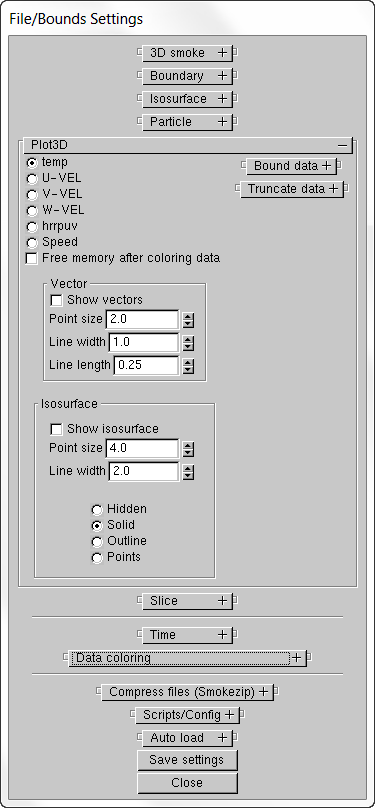 File/Bounds Settings
3D smoke +
Boundary +
Isosurface +
Particle +
Plot3D −
temp
Bound data +
U-VEL
Truncate data +
V-VEL
W-VEL
hrrpuv
Speed
Free memory after coloring data
Vector
Show vectors
Point size 2.0
Line width 1.0
Line length 0.25
Isosurface
Show isosurface
Point size 4.0
Line width 2.0
Hidden
Solid
Outline
Points
Slice +
Time +
Data coloring +
Compress files (Smokezip) +
Scripts/Config +
Auto load +
Save settings
Close